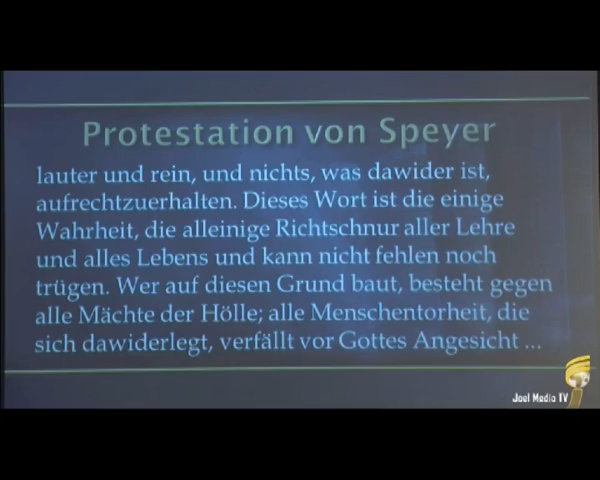 Protestation von Speyer
lauter und rein, und nichts, was dawider ist,
aufrechtzuerhalten. Dieses Wort ist die einige
Wahrheit, die alleinige Richtschnur aller Lehre
und alles Lebens und kann nicht fehlen noch
trügen. Wer auf diesen Grund baut, besteht gegen
alle Mächte der Hölle; alle Menschentorheit, die
sich dawiderlegt, verfällt vor Gottes Angesicht ...
Joel Media TV